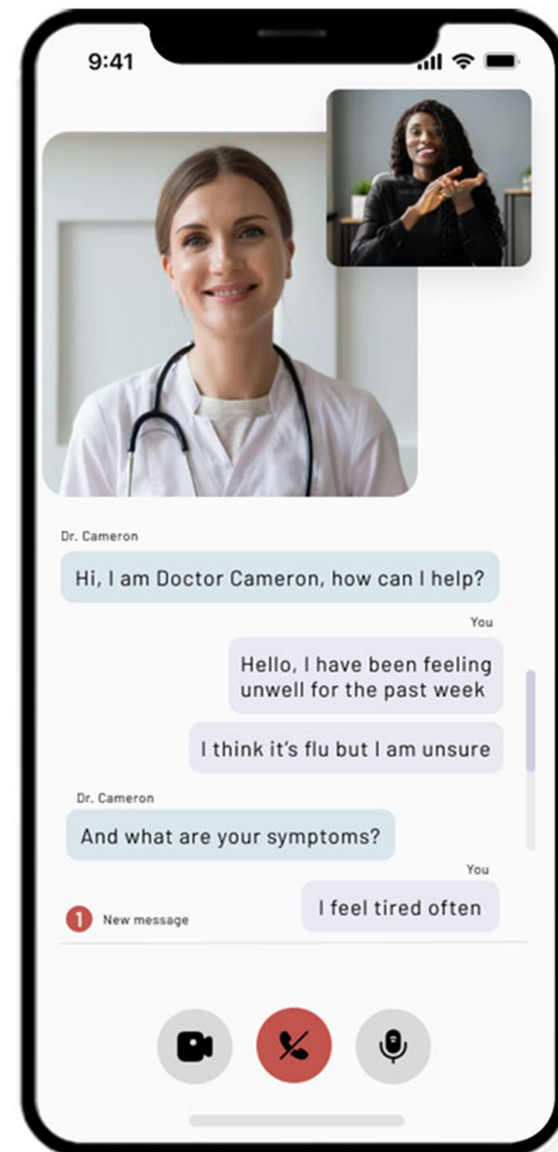 9:41
Dr. Cameron
Hi, I am Doctor Cameron, how can I help?
You
Hello, I have been feeling
unwell for the past week
I think it's flu but I am unsure
Dr. Cameron
And what are your symptoms?
You
I feel tired often
1 New message